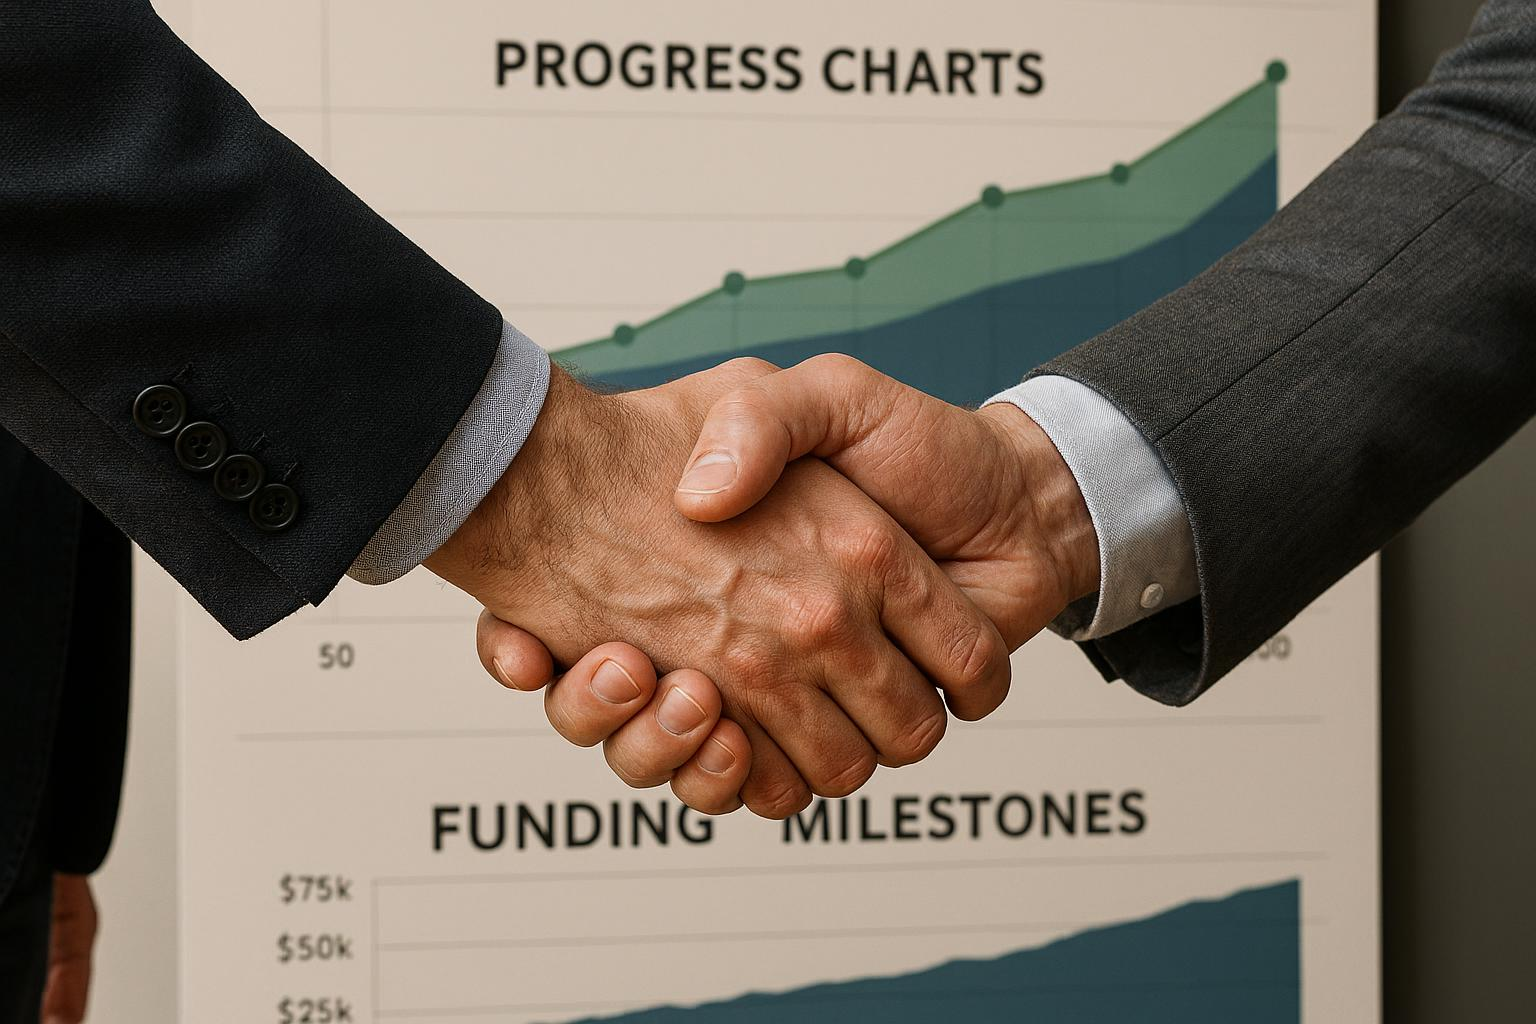 PROGRESS CHARTS
50
FUNDING MILESTONES
$75k
$50k
$25k